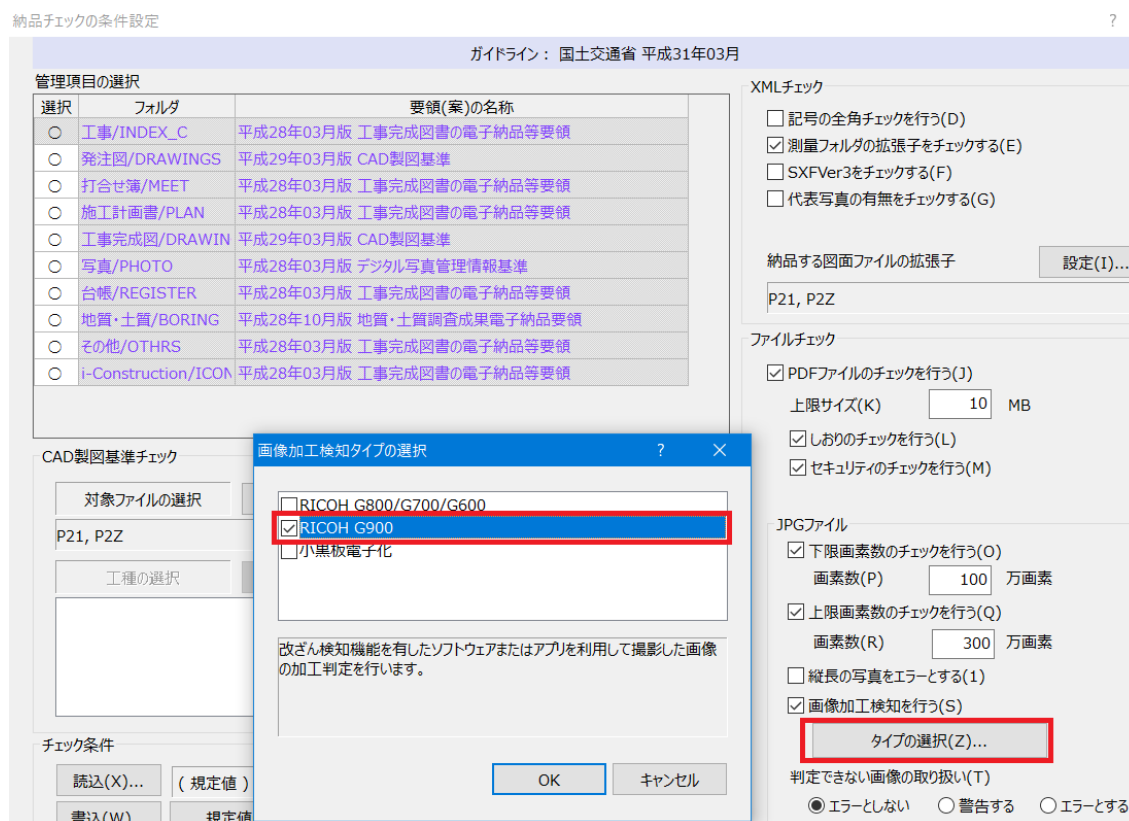 納品チェックの条件設定
?
ガイドライン： 国土交通省 平成31年03月
管理項目の選択
選択 フォルダ 要領(案)の名称
○ 工事/INDEX_C 平成28年03月版 工事完成図書の電子納品等要領
○ 発注図/DRAWINGS 平成29年03月版 CAD製図基準
○ 打合せ簿/MEET 平成28年03月版 工事完成図書の電子納品等要領
○ 施工計画書/PLAN 平成28年03月版 工事完成図書の電子納品等要領
○ 工事完成図/DRAWIN 平成29年03月版 CAD製図基準
○ 写真/PHOTO 平成28年03月版 デジタル写真管理情報基準
○ 台帳/REGISTER 平成28年03月版 工事完成図書の電子納品等要領
○ 地質・土質/BORING 平成28年10月版 地質・土質調査成果電子納品要領
○ その他/OTHRS 平成28年03月版 工事完成図書の電子納品等要領
○ i-Construction/ICON 平成28年03月版 工事完成図書の電子納品等要領
CAD製図基準チェック
対象ファイルの選択
P21, P2Z
工種の選択
チェック条件
読込(X)... ( 規定値 )
書込(W) 規定値
画像加工検知タイプの選択 ?
RICOH G800/G700/G600
RICOH G900
小黒板電子化
改ざん検知機能を有したソフトウェアまたはアプリを利用して撮影した画像
の加工判定を行います。
OK キャンセル
XMLチェック
記号の全角チェックを行う(D)
測量フォルダの拡張子をチェックする(E)
SXFVer3をチェックする(F)
代表写真の有無をチェックする(G)
納品する図面ファイルの拡張子 設定(I)...
P21, P2Z
ファイルチェック
PDFファイルのチェックを行う(J)
上限サイズ(K) 10 MB
しおりのチェックを行う(L)
セキュリティのチェックを行う(M)
JPGファイル
下限画素数のチェックを行う(O)
画素数(P) 100 万画素
上限画素数のチェックを行う(Q)
画素数(R) 300 万画素
縦長の写真をエラーとする(1)
画像加工検知を行う(S)
タイプの選択(Z)...
判定できない画像の取り扱い(T)
エラーとしない 警告する エラーとする